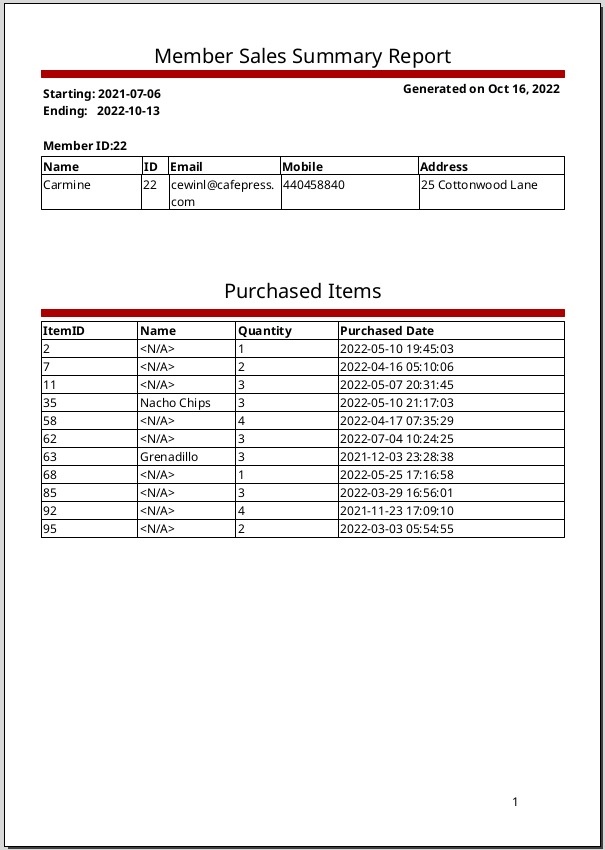 Member Sales Summary Report
Starting: 2021-07-06
Generated on Oct 16, 2022
Ending: 2022-10-13
Member ID:22
Name ID Email Mobile Address
Carmine 22 cewinl@cafepress. 440458840 25 Cottonwood Lane
com
Purchased Items
ItemID Name Quantity Purchased Date
2 <N/A> 1 2022-05-10 19:45:03
7 <N/A> 2 2022-04-16 05:10:06
11 <N/A> 3 2022-05-07 20:31:45
35 Nacho Chips 3 2022-05-10 21:17:03
58 <N/A> 4 2022-04-17 07:35:29
62 <N/A> 3 2022-07-04 10:24:25
63 Grenadillo 3 2021-12-03 23:28:38
68 <N/A> 1 2022-05-25 17:16:58
85 <N/A> 3 2022-03-29 16:56:01
92 <N/A> 4 2021-11-23 17:09:10
95 <N/A> 2 2022-03-03 05:54:55
1